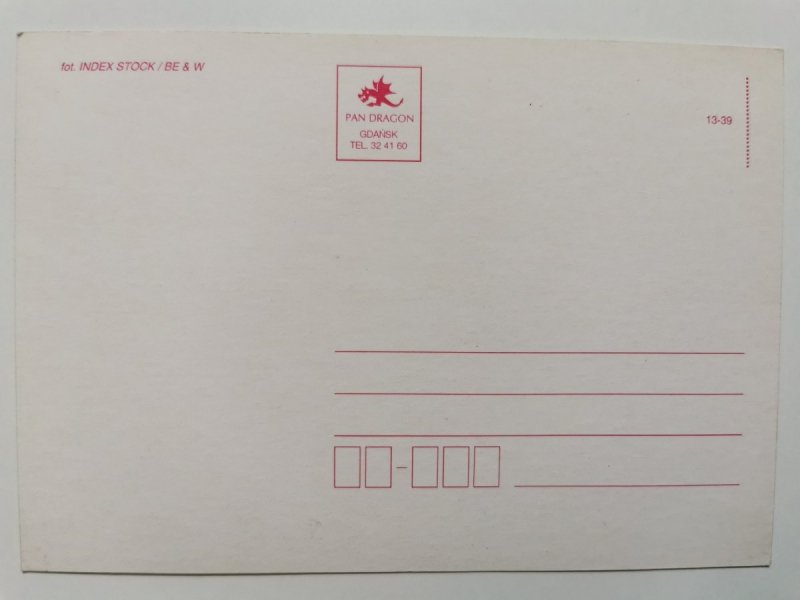 fot. INDEX STOCK / BE & W
PAN DRAGON
GDAŃSK
TEL. 32 41 60
13-39